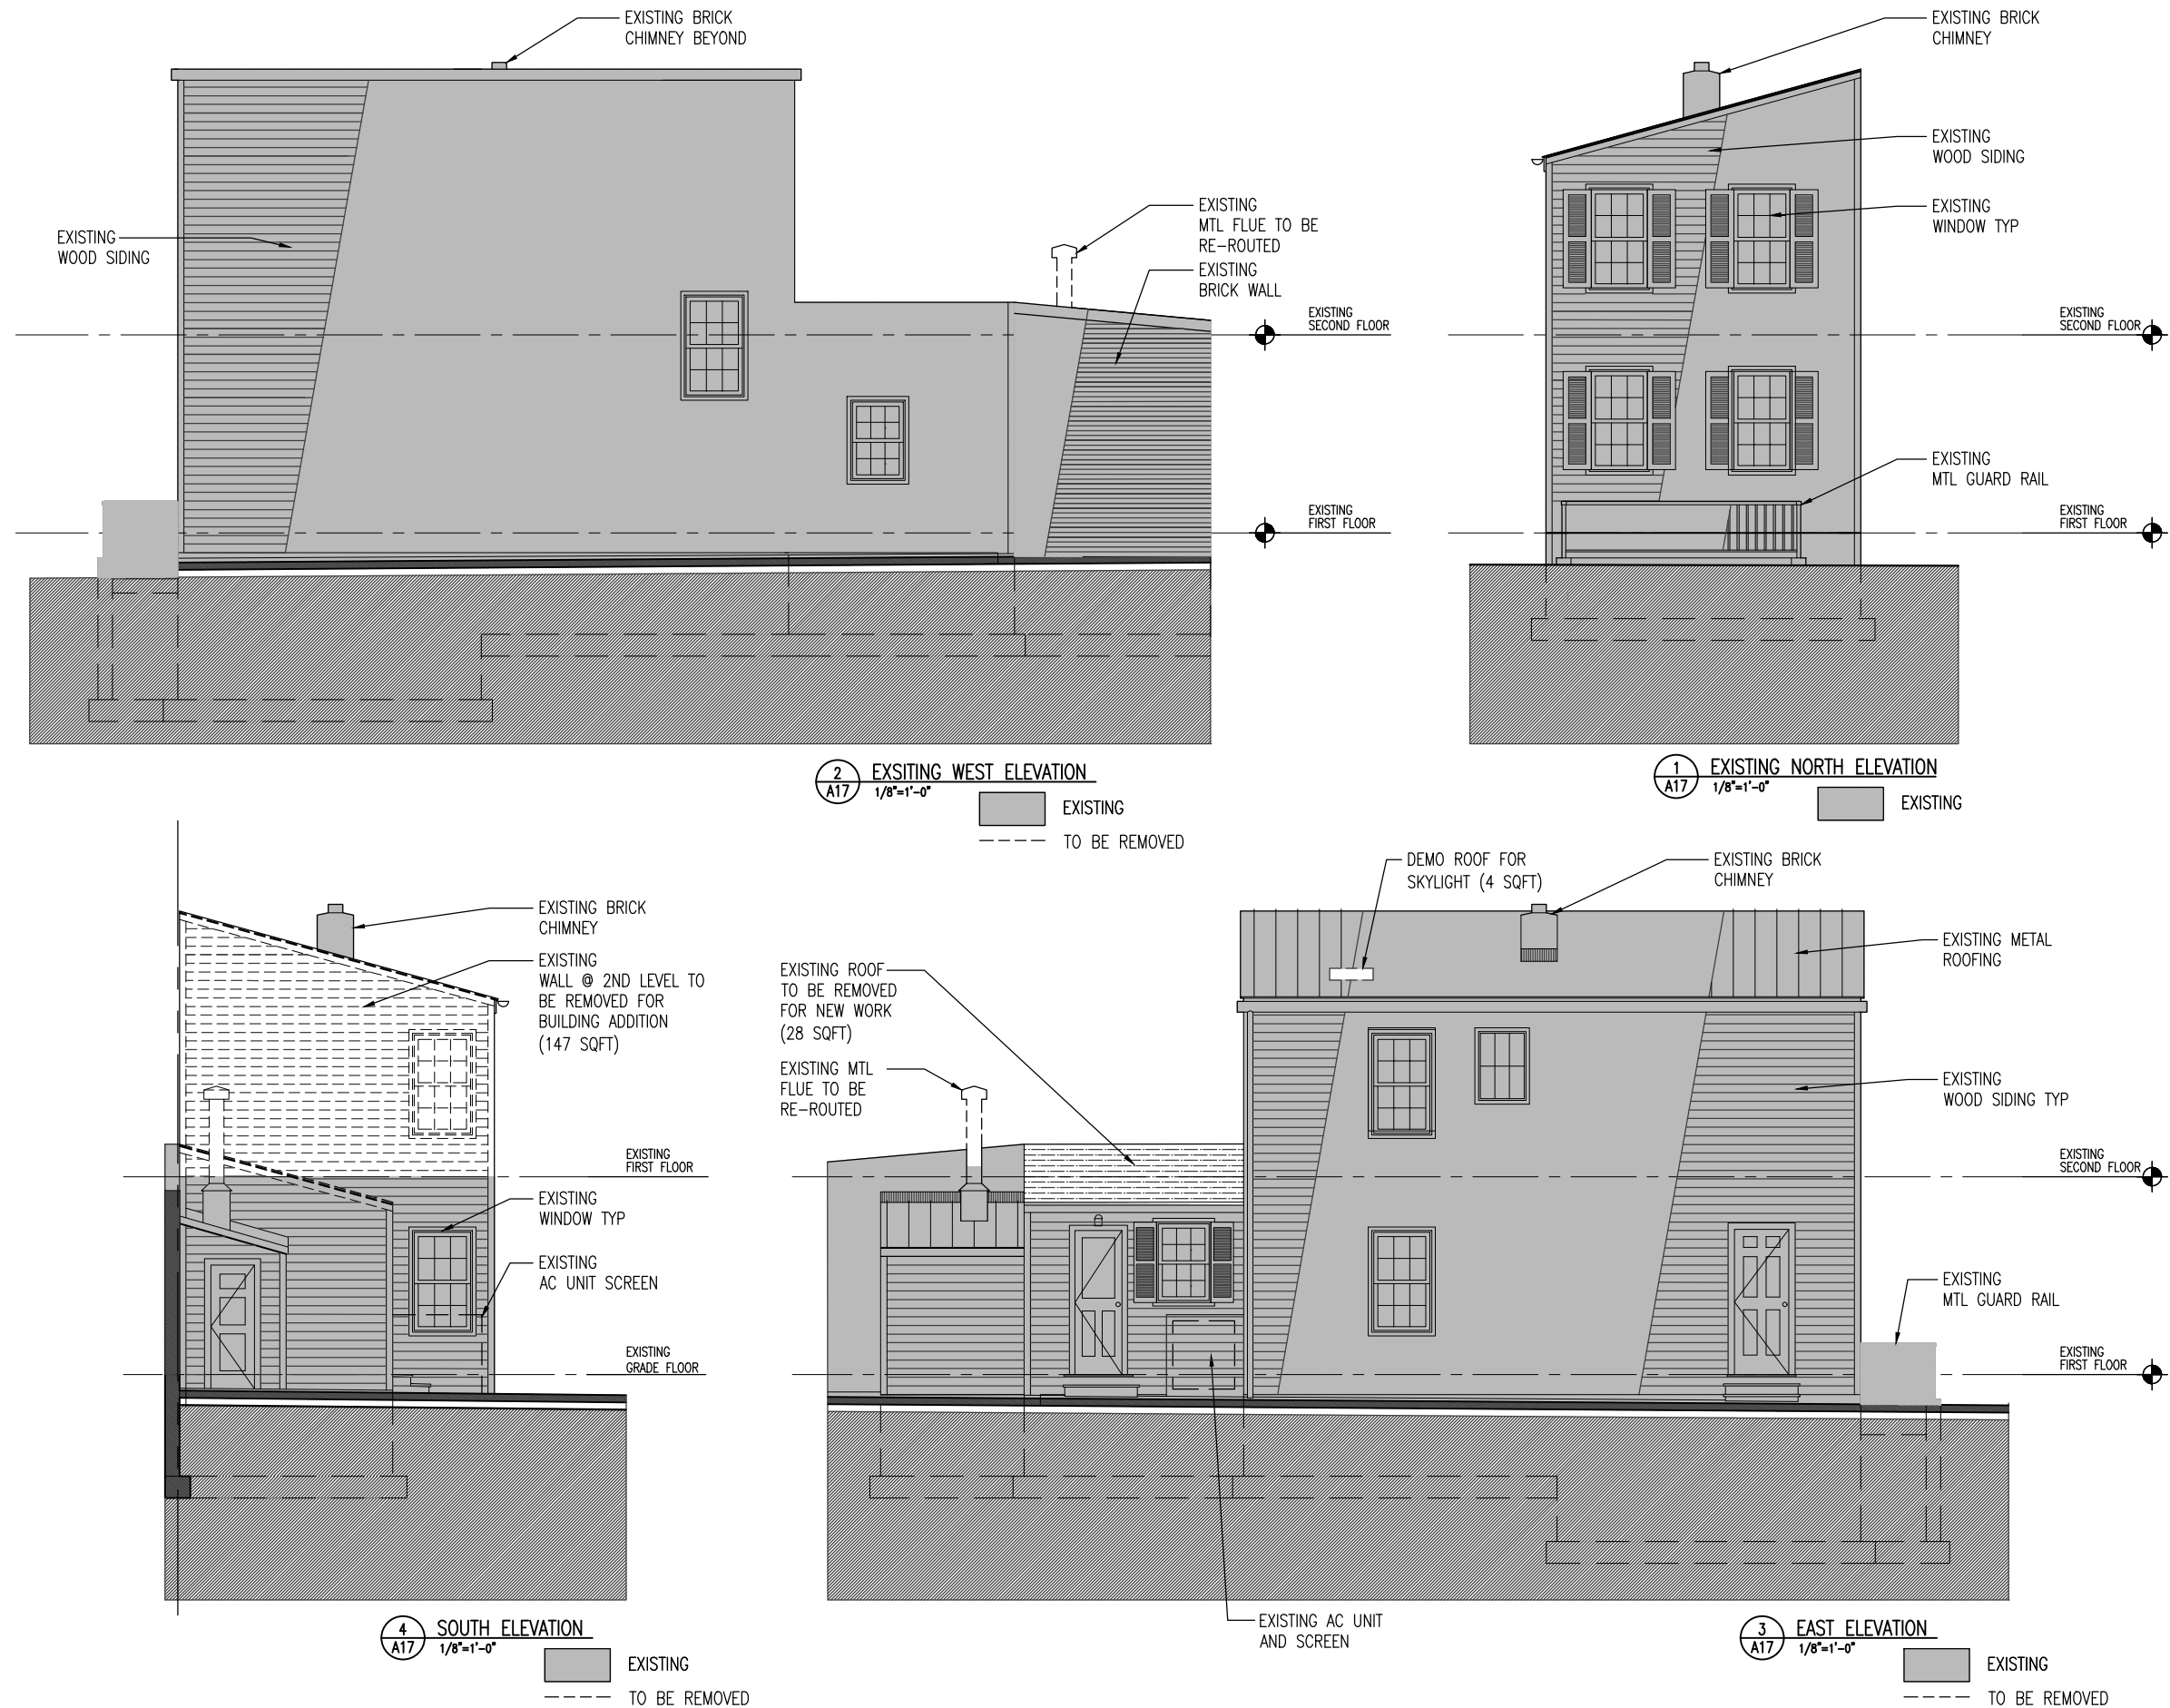 EXISTING BRICK
CHIMNEY BEYOND
EXISTING
WOOD SIDING
EXISTING
MTL FLUE TO BE
RE-ROUTED
EXISTING
BRICK WALL
EXISTING
SECOND FLOOR
EXISTING
FIRST FLOOR
2
A17
EXSITING WEST ELEVATION
1/8"=1'-0"
EXISTING
TO BE REMOVED
EXISTING BRICK
CHIMNEY
EXISTING
WOOD SIDING
EXISTING
WINDOW TYP
EXISTING
SECOND FLOOR
EXISTING
MTL GUARD RAIL
EXISTING
FIRST FLOOR
1
A17
EXISTING NORTH ELEVATION
1/8"=1'-0"
EXISTING
EXISTING BRICK
CHIMNEY
EXISTING
WALL @ 2ND LEVEL TO
BE REMOVED FOR
BUILDING ADDITION
(147 SQFT)
EXISTING
FIRST FLOOR
EXISTING
WINDOW TYP
EXISTING
AC UNIT SCREEN
EXISTING
GRADE FLOOR
4
A17
SOUTH ELEVATION
1/8"=1'-0"
EXISTING
TO BE REMOVED
DEMO ROOF FOR
SKYLIGHT (4 SQFT)
EXISTING BRICK
CHIMNEY
EXISTING ROOF
TO BE REMOVED
FOR NEW WORK
(28 SQFT)
EXISTING MTL
FLUE TO BE
RE-ROUTED
EXISTING METAL
ROOFING
EXISTING
WOOD SIDING TYP
EXISTING
SECOND FLOOR
EXISTING
MTL GUARD RAIL
EXISTING
FIRST FLOOR
EXISTING AC UNIT
AND SCREEN
3
A17
EAST ELEVATION
1/8"=1'-0"
EXISTING
TO BE REMOVED